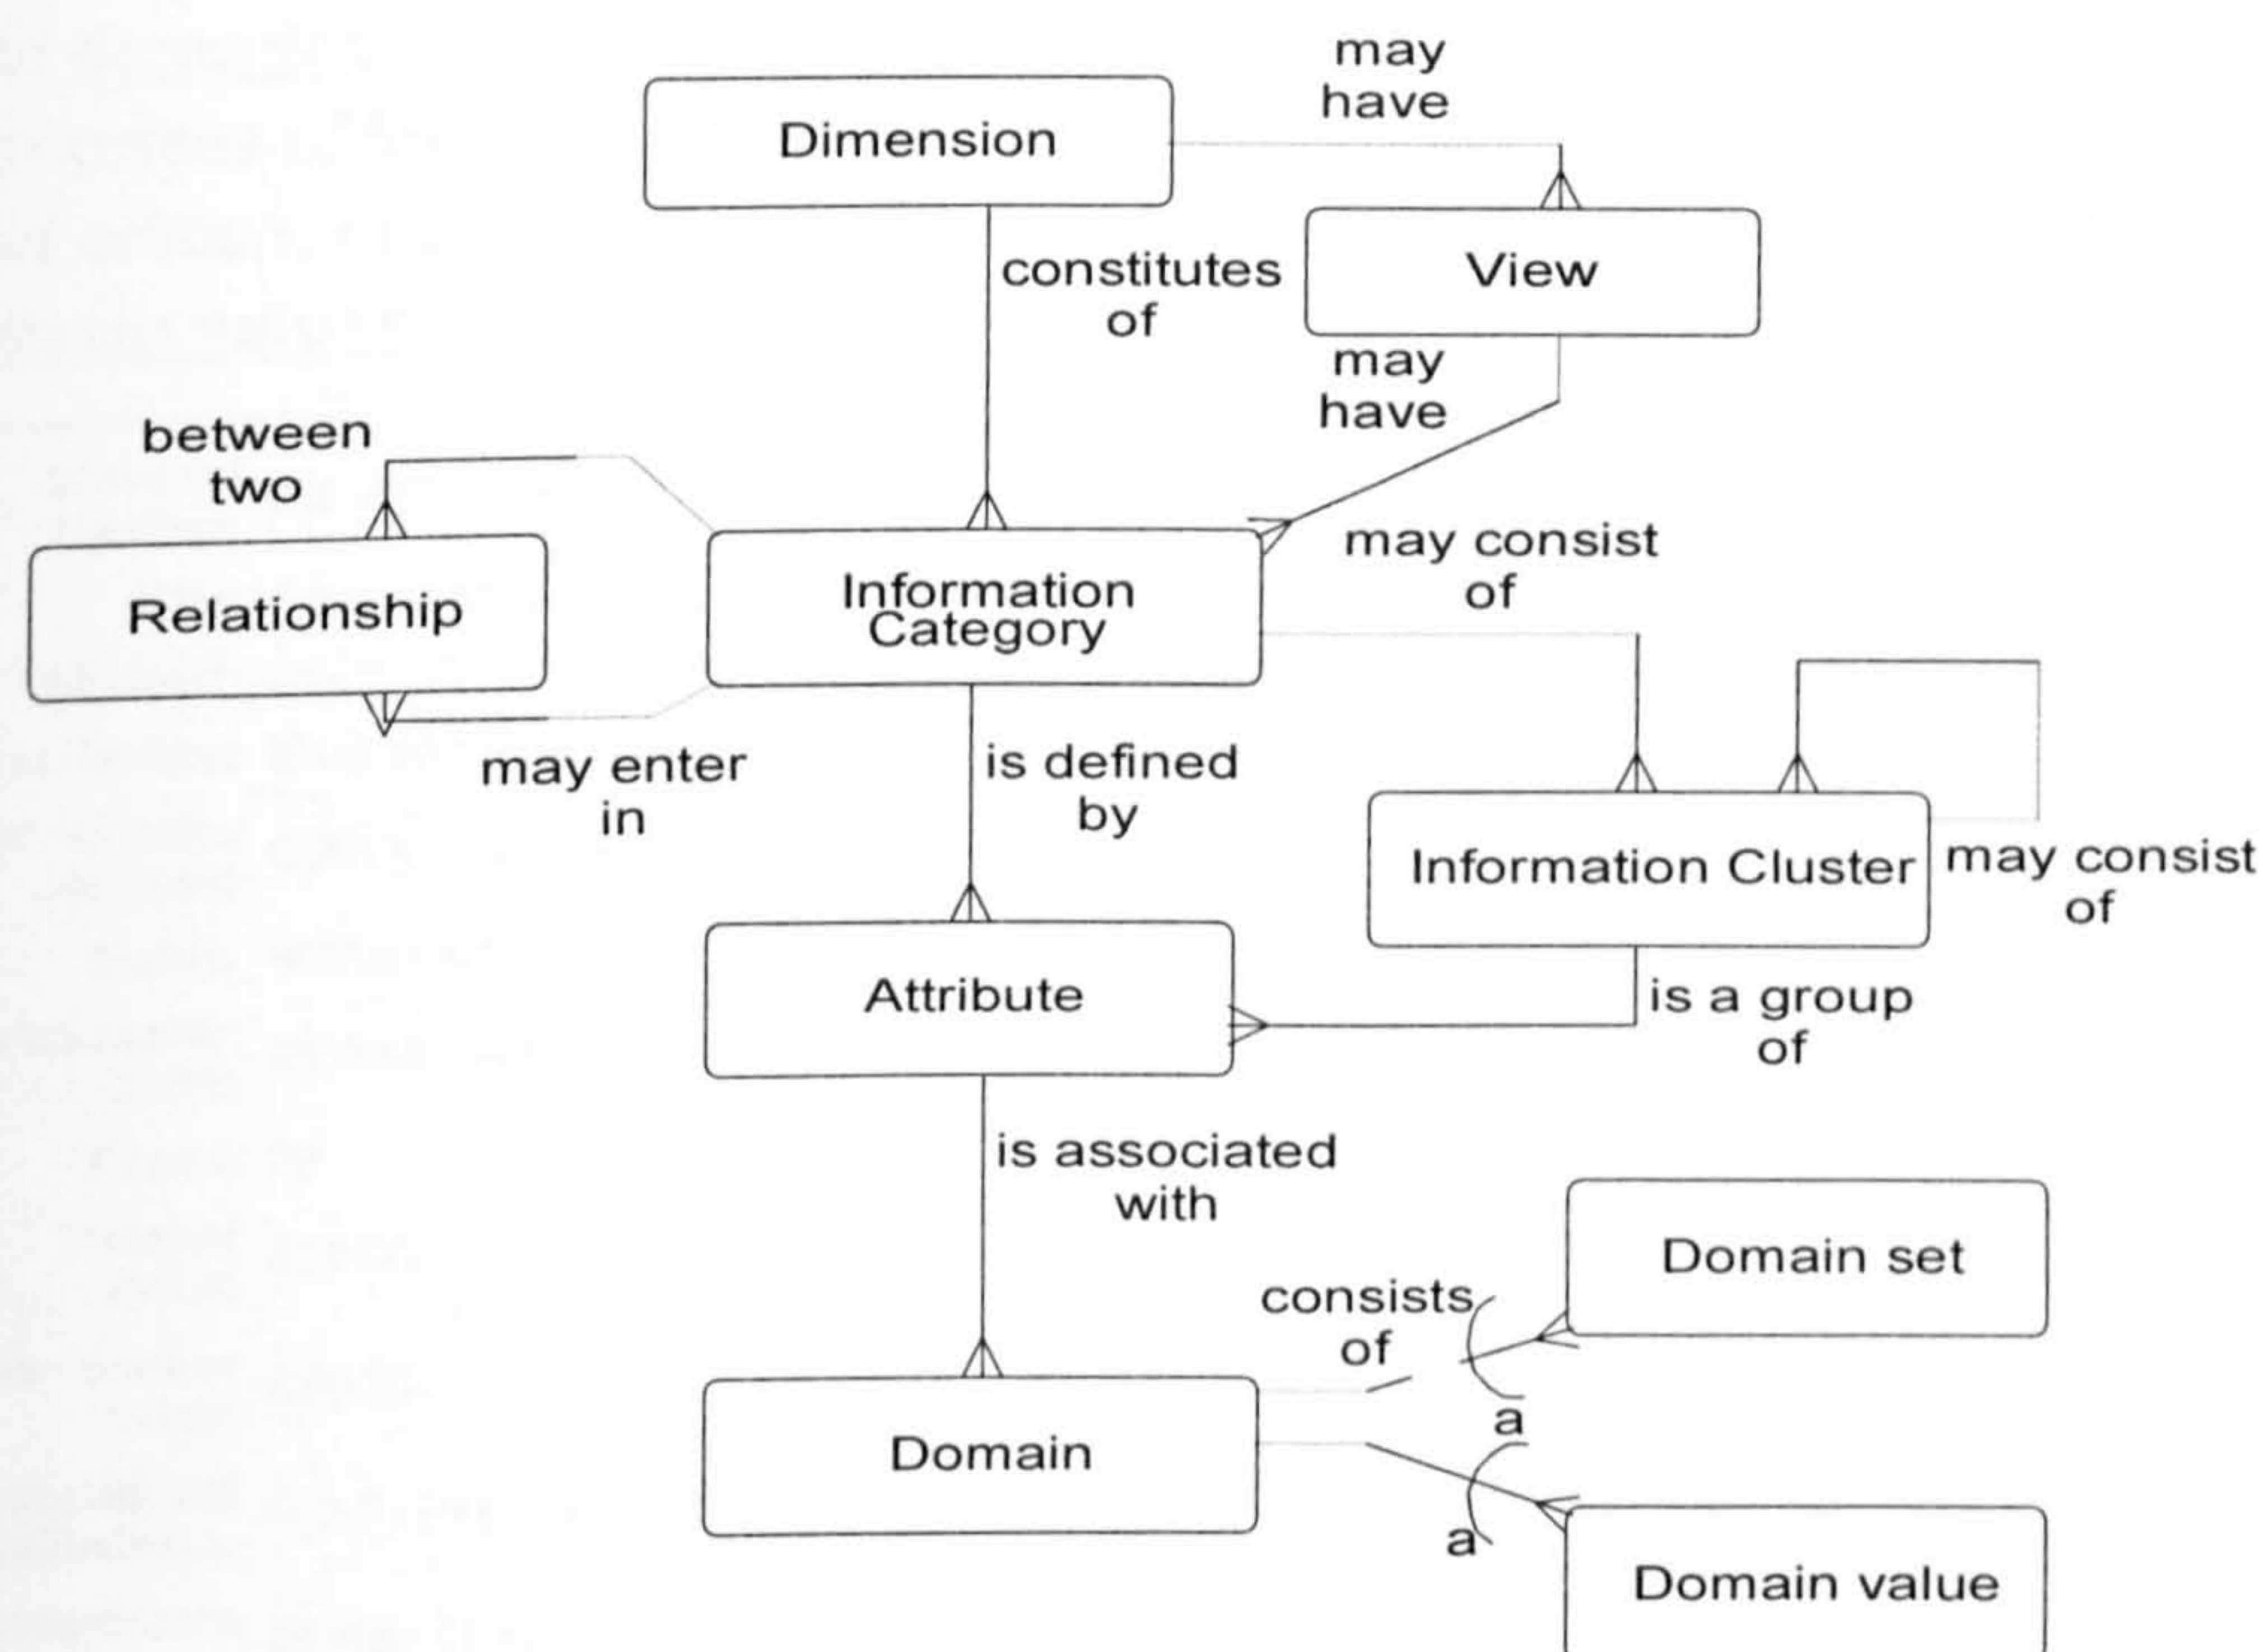 may
have
Dimension
View
constitutes
of
may
have
between
two
may consist
of
Information
Category
Relationship
may enter
in
is defined
by
Information Cluster
may consist
of
Attribute
is a group
of
is associated
with
Domain set
consists
of
a
Domain
a
Domain value